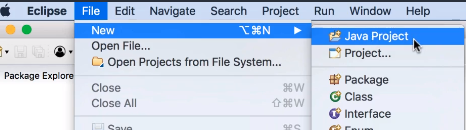 Eclipse File Edit Navigate Search Project Run Window Help
New ⌥⌘N ▶ Java Project
Open File... Project...
Open Projects from File System...
Package Explore
Package
Close ⌘W Class
Close All ⇧⌘W Interface
Save ⌘S Enum